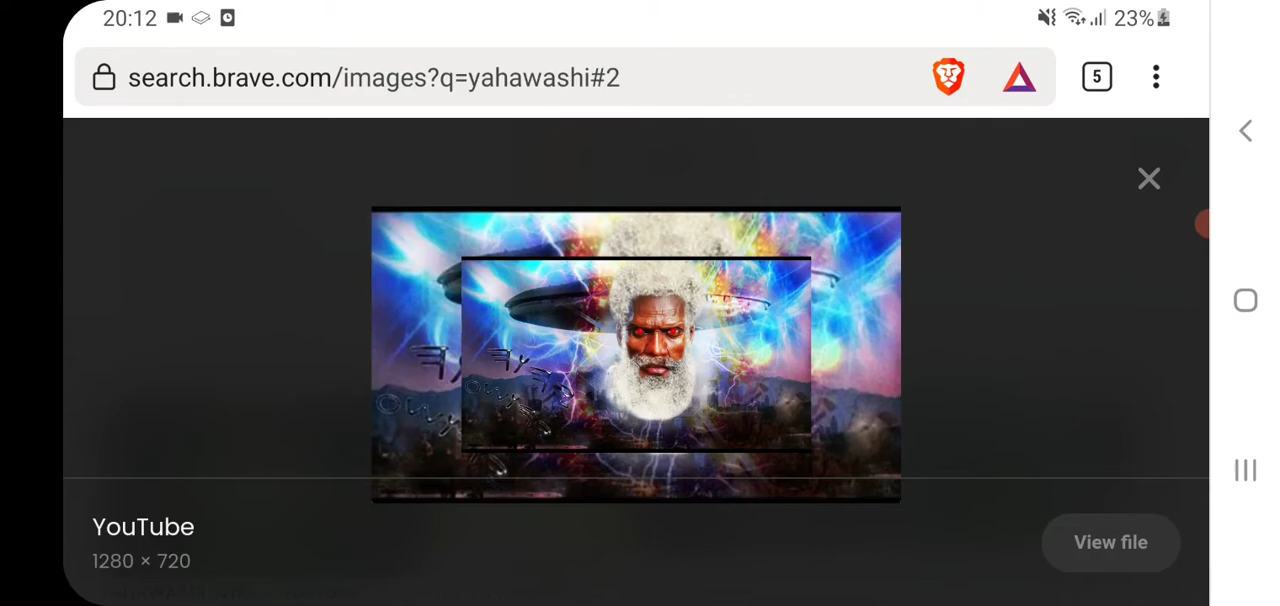 20:12
23%
search.brave.com/images?q=yahawashi#2
5
YouTube
1280 × 720
View file